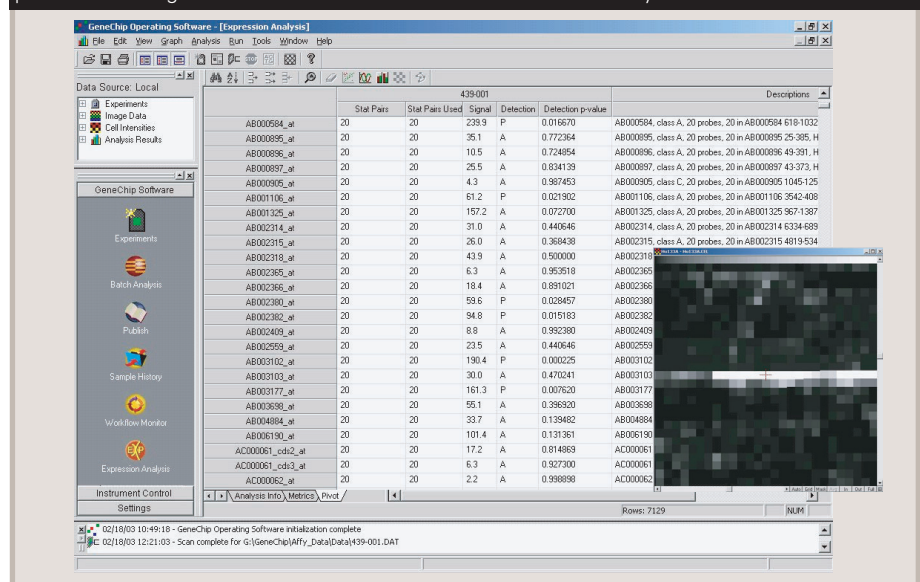 GeneChip Operating Software - [Expression Analysis]
File Edit View Graph Analysis Run Tools Window Help
Data Source: Local
Experiments
Image Data
Cell Intensities
Analysis Results
GeneChip Software
Experiments
Batch Analysis
Publish
Sample History
Workflow Monitor
Expression Analysis
Instrument Control
Settings
439-001 Descriptions
Stat Pairs Stat Pairs Used Signal Detection Detection p-value
AB000584_at 20 20 239.9 P 0.016670 AB000584, class A, 20 probes, 20 in AB000584 618-1032
AB000895_at 20 20 35.1 A 0.772364 AB000895, class A, 20 probes, 20 in AB000895 25-385, H
AB000896_at 20 20 10.5 A 0.724854 AB000896, class A, 20 probes, 20 in AB000896 49-391, H
AB000897_at 20 20 25.5 A 0.834139 AB000897, class A, 20 probes, 20 in AB000897 43-373, H
AB000905_at 20 20 4.3 A 0.987453 AB000905, class C, 20 probes, 20 in AB000905 1045-125
AB001106_at 20 20 61.2 P 0.021902 AB001106, class A, 20 probes, 20 in AB001106 3542-408
AB001325_at 20 20 157.2 A 0.072700 AB001325, class A, 20 probes, 20 in AB001325 967-1387
AB002314_at 20 20 31.0 A 0.440646 AB002314, class A, 20 probes, 20 in AB002314 6334-689
AB002315_at 20 20 26.0 A 0.368438 AB002315, class A, 20 probes, 20 in AB002315 4819-534
AB002318_at 20 20 43.9 A 0.500000 AB002318
AB002365_at 20 20 6.3 A 0.953518 AB002365
AB002366_at 20 20 18.4 A 0.891021 AB002366
AB002380_at 20 20 59.6 P 0.028457 AB002380
AB002382_at 20 20 94.8 P 0.015183 AB002382
AB002409_at 20 20 8.8 A 0.992380 AB002409
AB002559_at 20 20 23.5 A 0.440646 AB002559
AB003102_at 20 20 190.4 P 0.000225 AB003102
AB003103_at 20 20 30.0 A 0.470241 AB003103
AB003177_at 20 20 161.3 P 0.007620 AB003177
AB003698_at 20 20 55.1 A 0.396920 AB003698
AB004884_at 20 20 33.7 A 0.139482 AB004884
AB006190_at 20 20 101.4 A 0.131361 AB006190
AC000061_cds2_at 20 20 17.2 A 0.814869 AC000061
AC000061_cds3_at 20 20 6.3 A 0.927300 AC000061
AC000062_at 20 20 2.2 A 0.998898 AC000062
Analysis Info Metrics Pivot
Rows: 7129 NUM
02/18/03 10:49:18 - GeneChip Operating Software initialization complete
02/18/03 12:21:03 - Scan complete for G:\GeneChip\Affy_Data\Data\439-001.DAT